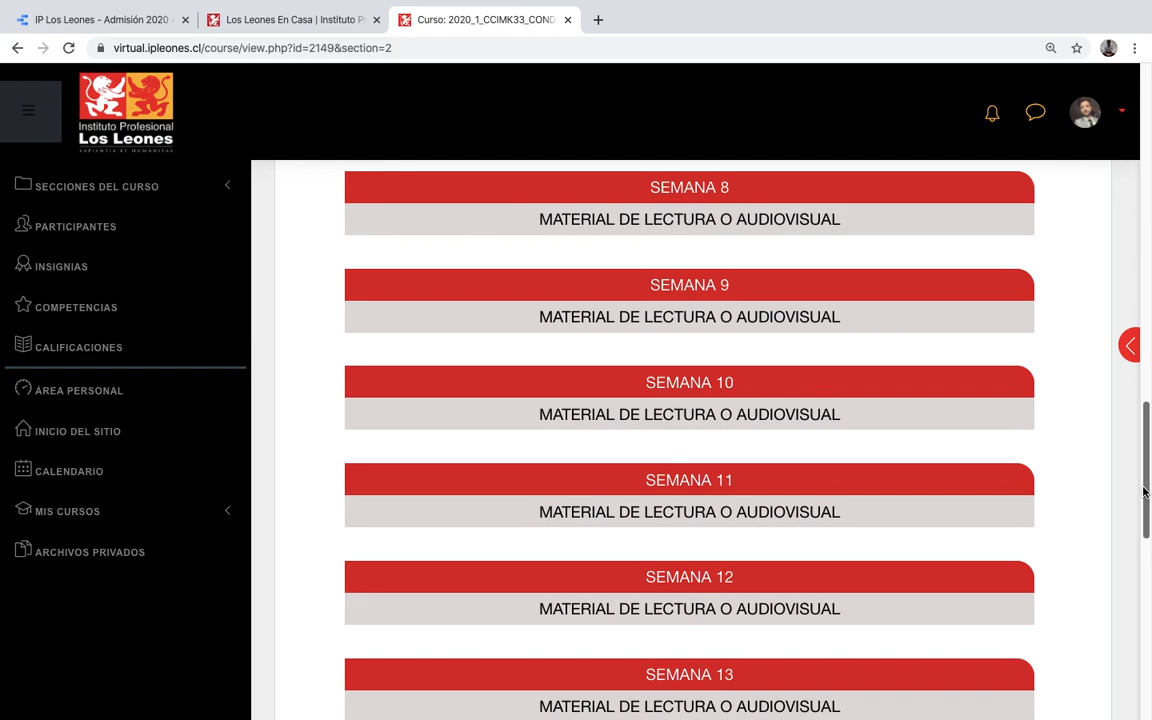 IP Los Leones - Admisión 2020
Los Leones En Casa | Instituto P
Curso: 2020_1_CCIMK33_COND
virtual.ipleones.cl/course/view.php?id=2149&section=2
Instituto Profesional
Los Leones
SAPIENTIA ET HUMANITAS
SECCIONES DEL CURSO
PARTICIPANTES
INSIGNIAS
COMPETENCIAS
CALIFICACIONES
ÁREA PERSONAL
INICIO DEL SITIO
CALENDARIO
MIS CURSOS
ARCHIVOS PRIVADOS
SEMANA 8
MATERIAL DE LECTURA O AUDIOVISUAL
SEMANA 9
MATERIAL DE LECTURA O AUDIOVISUAL
SEMANA 10
MATERIAL DE LECTURA O AUDIOVISUAL
SEMANA 11
MATERIAL DE LECTURA O AUDIOVISUAL
SEMANA 12
MATERIAL DE LECTURA O AUDIOVISUAL
SEMANA 13
MATERIAL DE LECTURA O AUDIOVISUAL